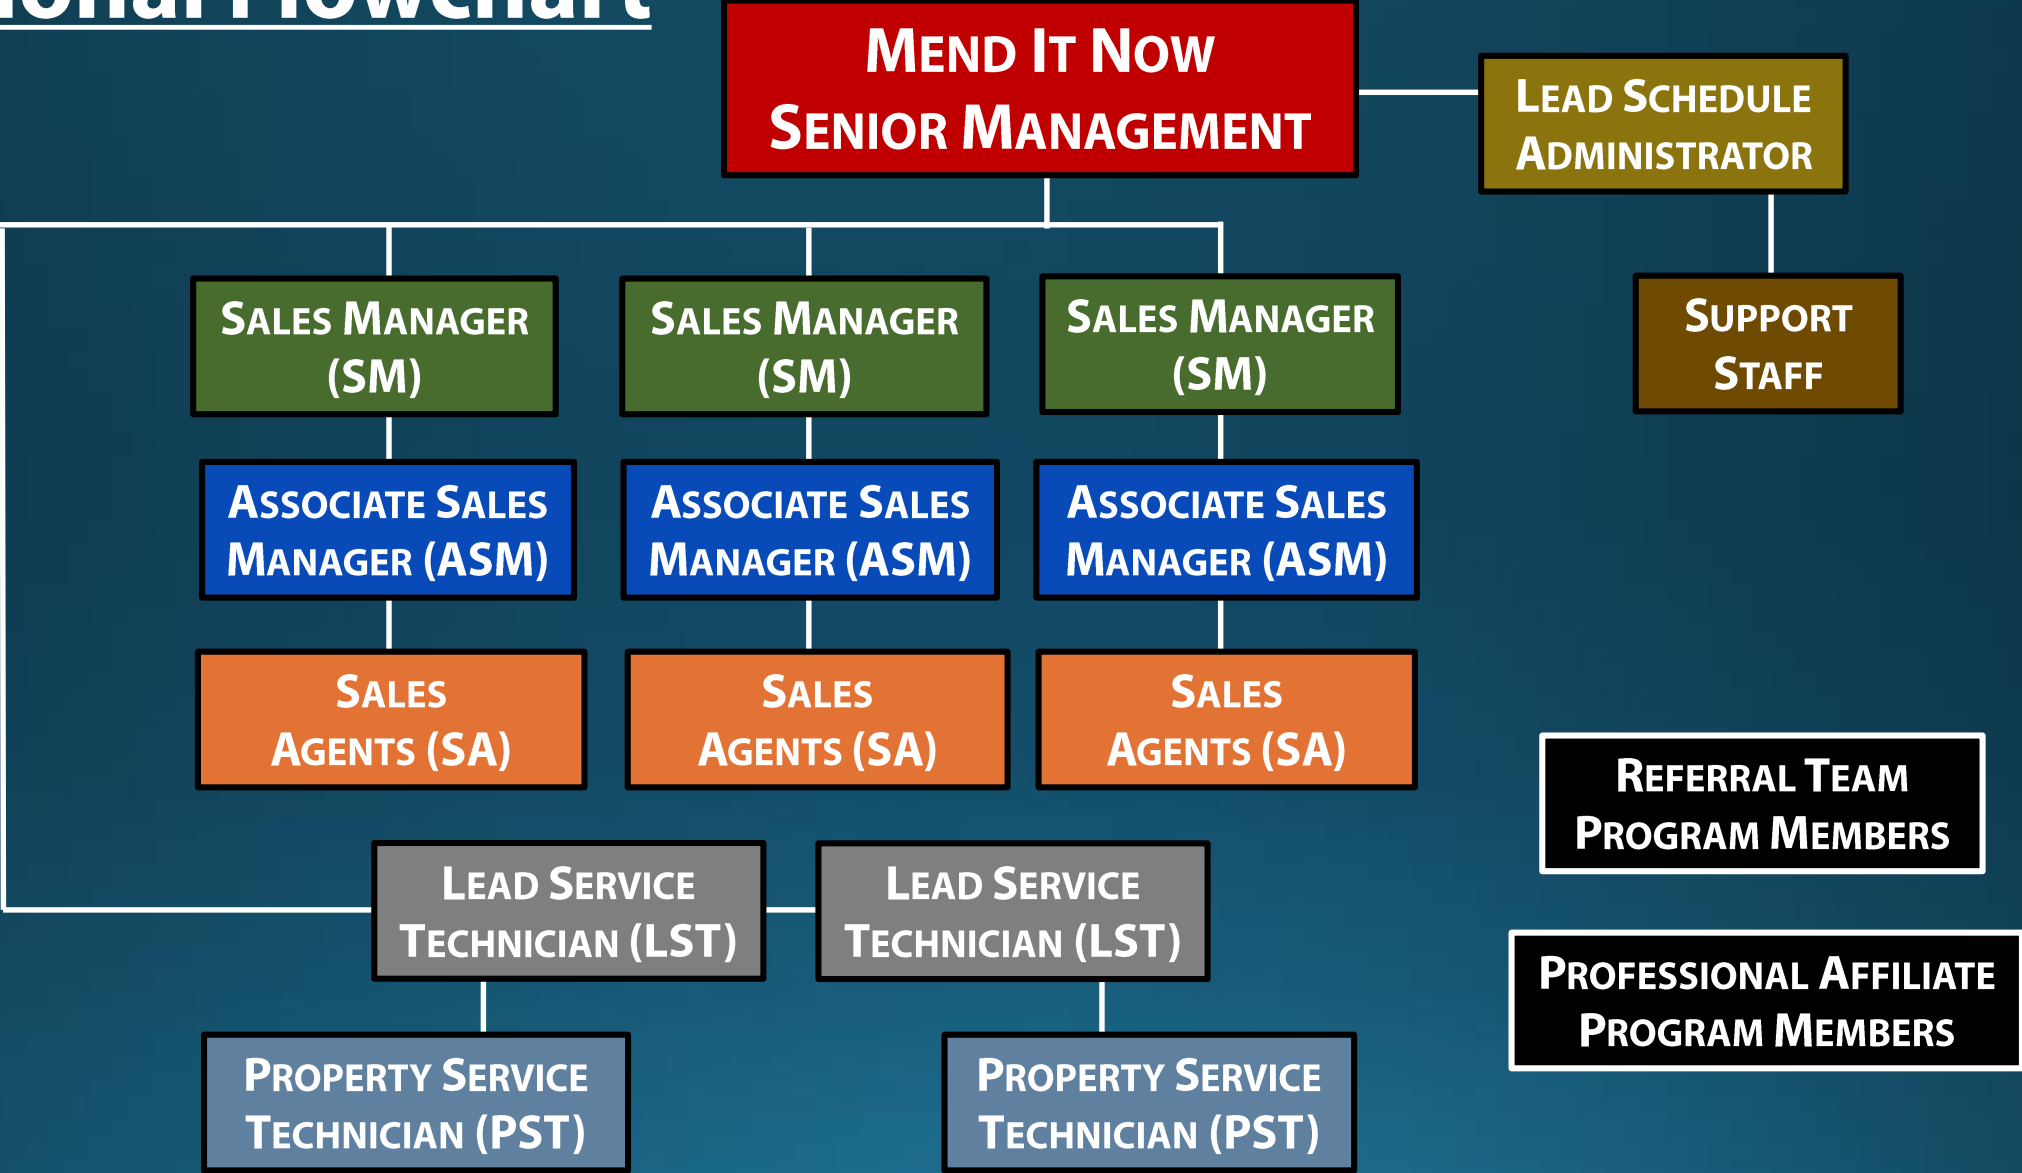 ional Flowchart
Mend It Now
Senior Management
Lead Schedule
Administrator
Sales Manager
(SM)
Sales Manager
(SM)
Sales Manager
(SM)
Support
Staff
Associate Sales
Manager (ASM)
Associate Sales
Manager (ASM)
Associate Sales
Manager (ASM)
Sales
Agents (SA)
Sales
Agents (SA)
Sales
Agents (SA)
Referral Team
Program Members
Lead Service
Technician (LST)
Lead Service
Technician (LST)
Professional Affiliate
Program Members
Property Service
Technician (PST)
Property Service
Technician (PST)